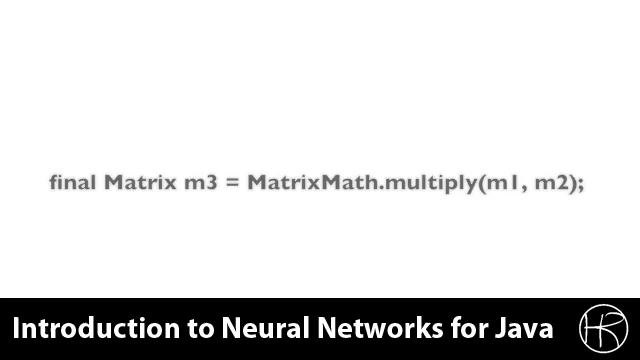 final Matrix m3 = MatrixMath.multiply(m1, m2);
Introduction to Neural Networks for Java